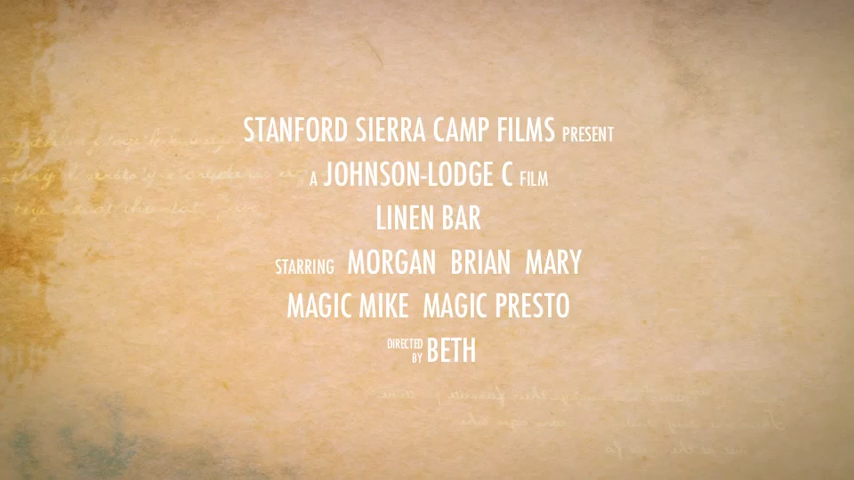 STANFORD SIERRA CAMP FILMS PRESENT
A JOHNSON-LODGE C FILM
LINEN BAR
STARRING MORGAN BRIAN MARY
MAGIC MIKE MAGIC PRESTO
DIRECTED BY BETH